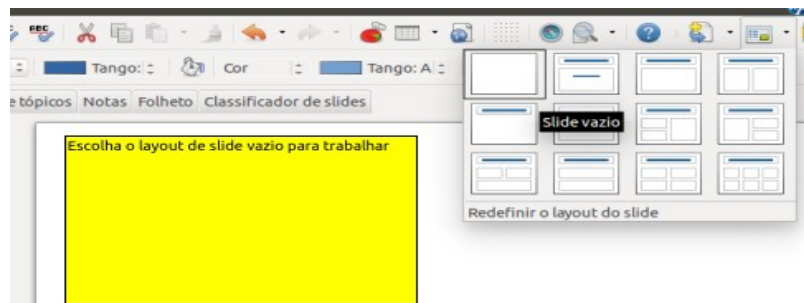 ABC
Tango:
Cor
Tango: A
e tópicos Notas Folheto Classificador de slides
Slide vazio
Escolha o layout de slide vazio para trabalhar
Redefinir o layout do slide